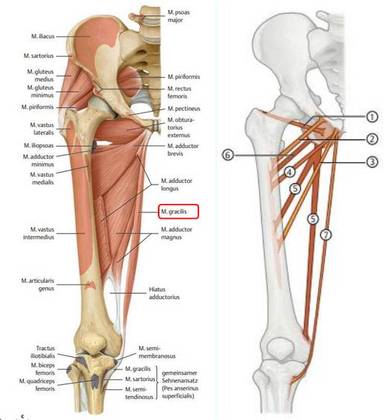 M. psoas
major
M. iliacus
M. sartorius
M. gluteus
medius
M. gluteus
minimus
M. piriformis
M. vastus
lateralis
M. iliopsoas
M. adductor
minimus
M. vastus
medialis
M. vastus
intermedius
M. articularis
genus
Tractus
iliotibialis
M. biceps
femoris
M. quadriceps
femoris
M. piriformis
M. rectus
femoris
M. pectineus
M. obtura-
torius
externus
M. adductor
brevis
M. adductor
longus
M. gracilis
M. adductor
magnus
Hiatus
adductorius
M. semi-
membranosus
M. gracilis
M. sartorius
M. semi-
tendinosus
gemeinsamer
Sehnenansatz
(Pes anserinus
superficialis)
1
2
3
6
4
5
5
7